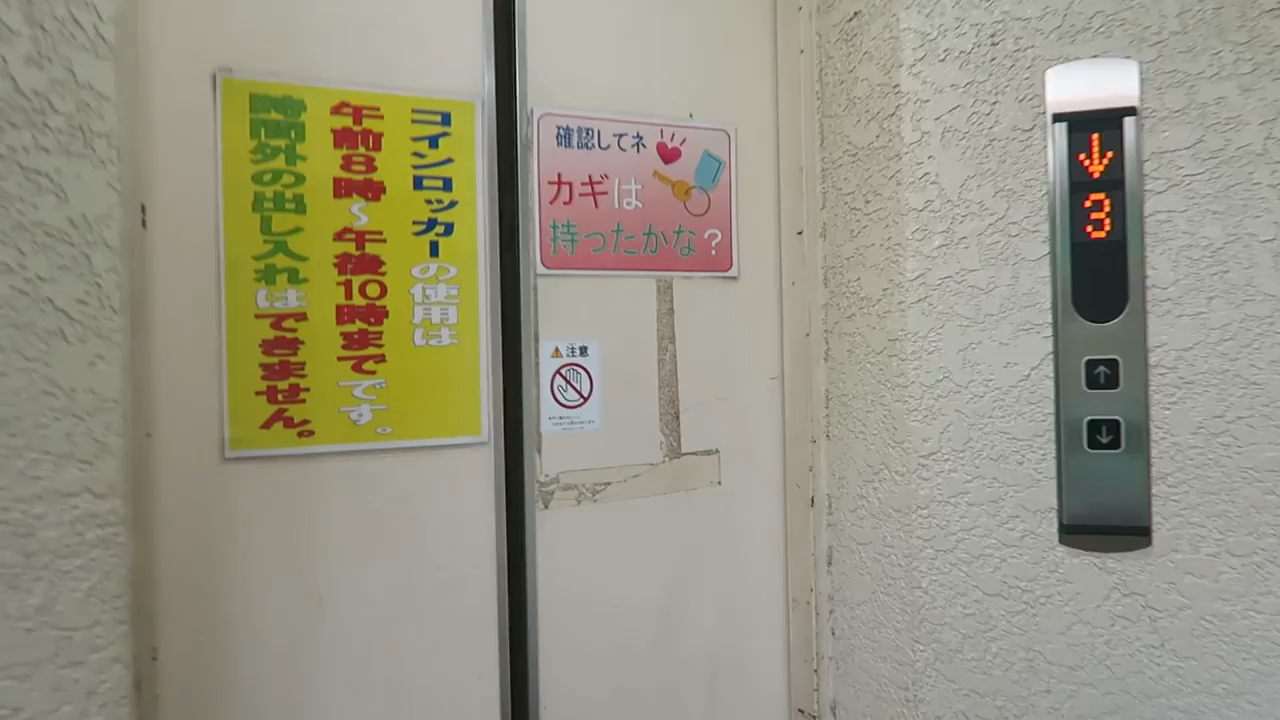 コインロッカーの使用は
午前8時～午後10時までです。
時間外の出し入れはできません。
確認してネ
カギは
持ったかな？
注意
3